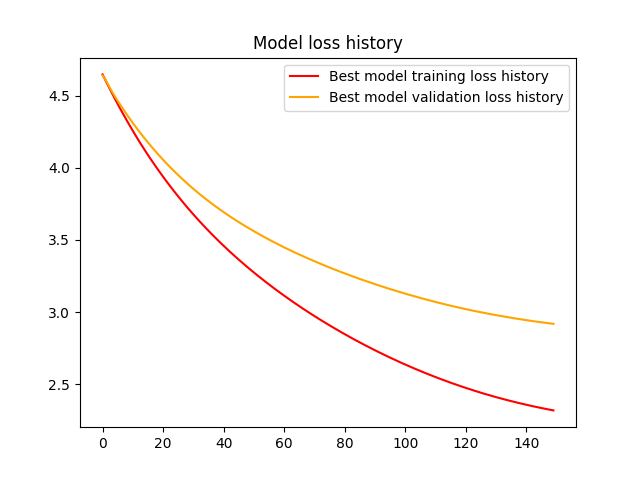 Model loss history
Best model training loss history
Best model validation loss history
4.5
4.0
3.5
3.0
2.5
0 20 40 60 80 100 120 140